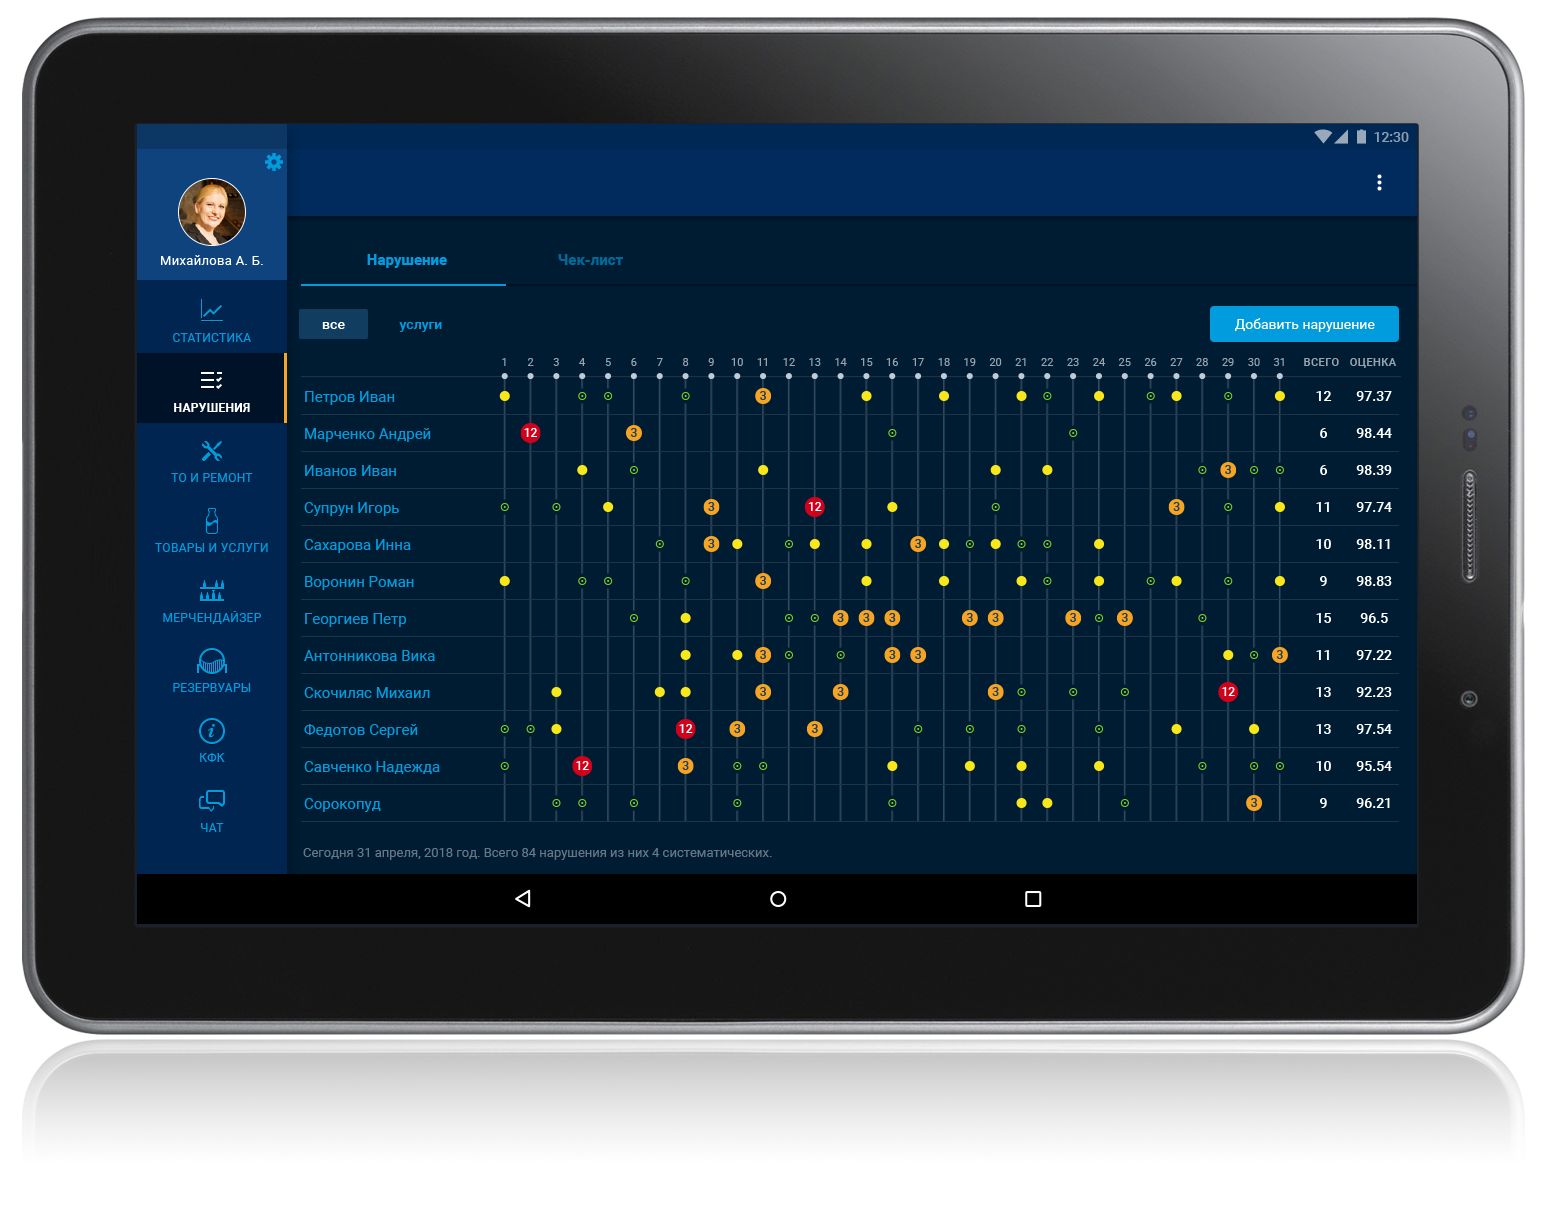 12:30
Михайлова А. Б.
СТАТИСТИКА
НАРУШЕНИЯ
ТО И РЕМОНТ
ТОВАРЫ И УСЛУГИ
МЕРЧЕНДАЙЗЕР
РЕЗЕРВУАРЫ
КФК
ЧАТ
Нарушение Чек-лист
все услуги Добавить нарушение
1 2 3 4 5 6 7 8 9 10 11 12 13 14 15 16 17 18 19 20 21 22 23 24 25 26 27 28 29 30 31 ВСЕГО ОЦЕНКА
Петров Иван 3 12 97.37
Марченко Андрей 12 3 6 98.44
Иванов Иван 3 6 98.39
Супрун Игорь 3 12 3 11 97.74
Сахарова Инна 3 3 10 98.11
Воронин Роман 3 9 98.83
Георгиев Петр 3 3 3 3 3 3 3 15 96.5
Антонникова Вика 3 3 3 3 11 97.22
Скочиляс Михаил 3 3 3 12 13 92.23
Федотов Сергей 12 3 3 13 97.54
Савченко Надежда 12 3 10 95.54
Сорокопуд 3 9 96.21
Сегодня 31 апреля, 2018 год. Всего 84 нарушения из них 4 систематических.